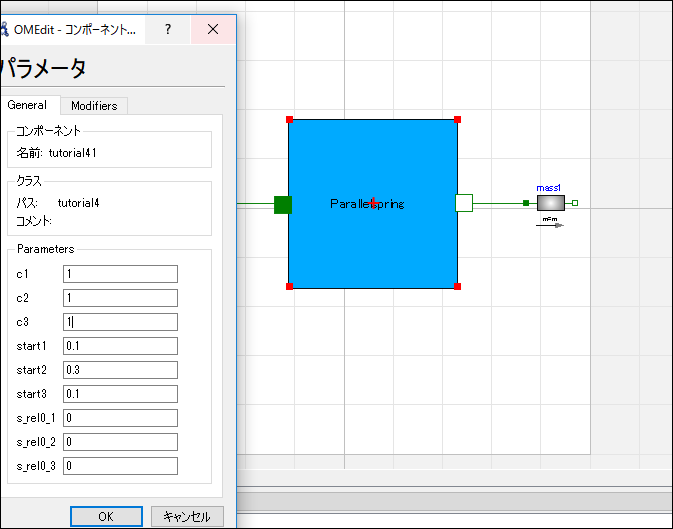 OMEdit - コンポーネント...
?
パラメータ
General
Modifiers
コンポーネント
名前: tutorial41
クラス
パス: tutorial4
コメント:
Parameters
c1 1
c2 1
c3 1
start1 0.1
start2 0.3
start3 0.1
s_rel0_1 0
s_rel0_2 0
s_rel0_3 0
OK
キャンセル
Parallelspring
mass1
m=m